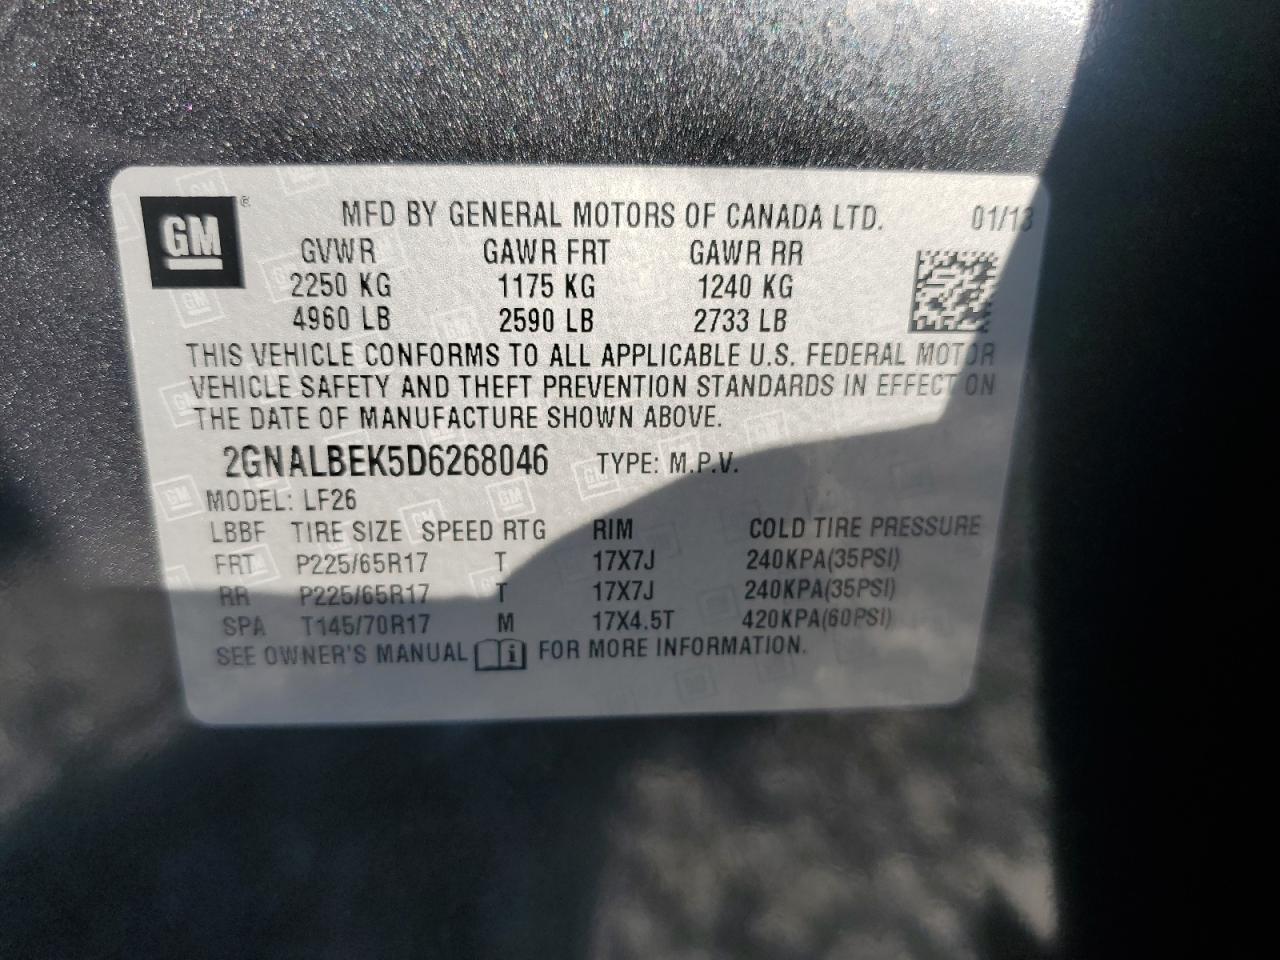 GM ®
MFD BY GENERAL MOTORS OF CANADA LTD. 01/13
GVWR GAWR FRT GAWR RR
2250 KG 1175 KG 1240 KG
4960 LB 2590 LB 2733 LB
THIS VEHICLE CONFORMS TO ALL APPLICABLE U.S. FEDERAL MOTOR
VEHICLE SAFETY AND THEFT PREVENTION STANDARDS IN EFFECT ON
THE DATE OF MANUFACTURE SHOWN ABOVE.
2GNALBEK5D6268046 TYPE: M.P.V.
MODEL: LF26
LBBF TIRE SIZE SPEED RTG RIM COLD TIRE PRESSURE
FRT P225/65R17 T 17X7J 240KPA(35PSI)
RR P225/65R17 T 17X7J 240KPA(35PSI)
SPA T145/70R17 M 17X4.5T 420KPA(60PSI)
SEE OWNER'S MANUAL i FOR MORE INFORMATION.